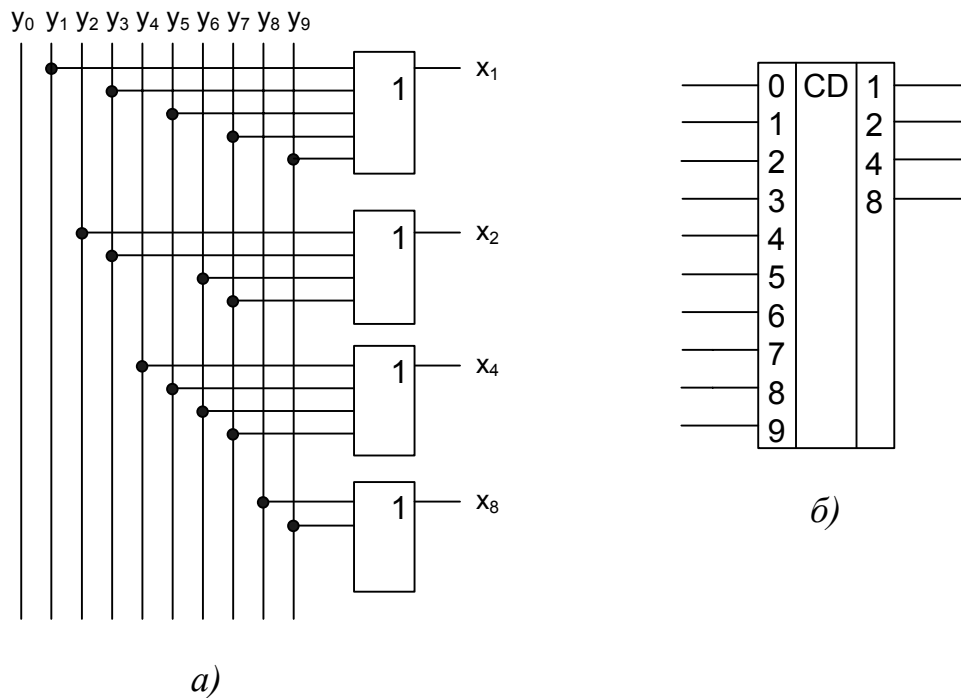 y₀ y₁ y₂ y₃ y₄ y₅ y₆ y₇ y₈ y₉
1 x₁
1 x₂
1 x₄
1 x₈
а)
0 CD 1
1 2
2 4
3 8
4
5
6
7
8
9
б)